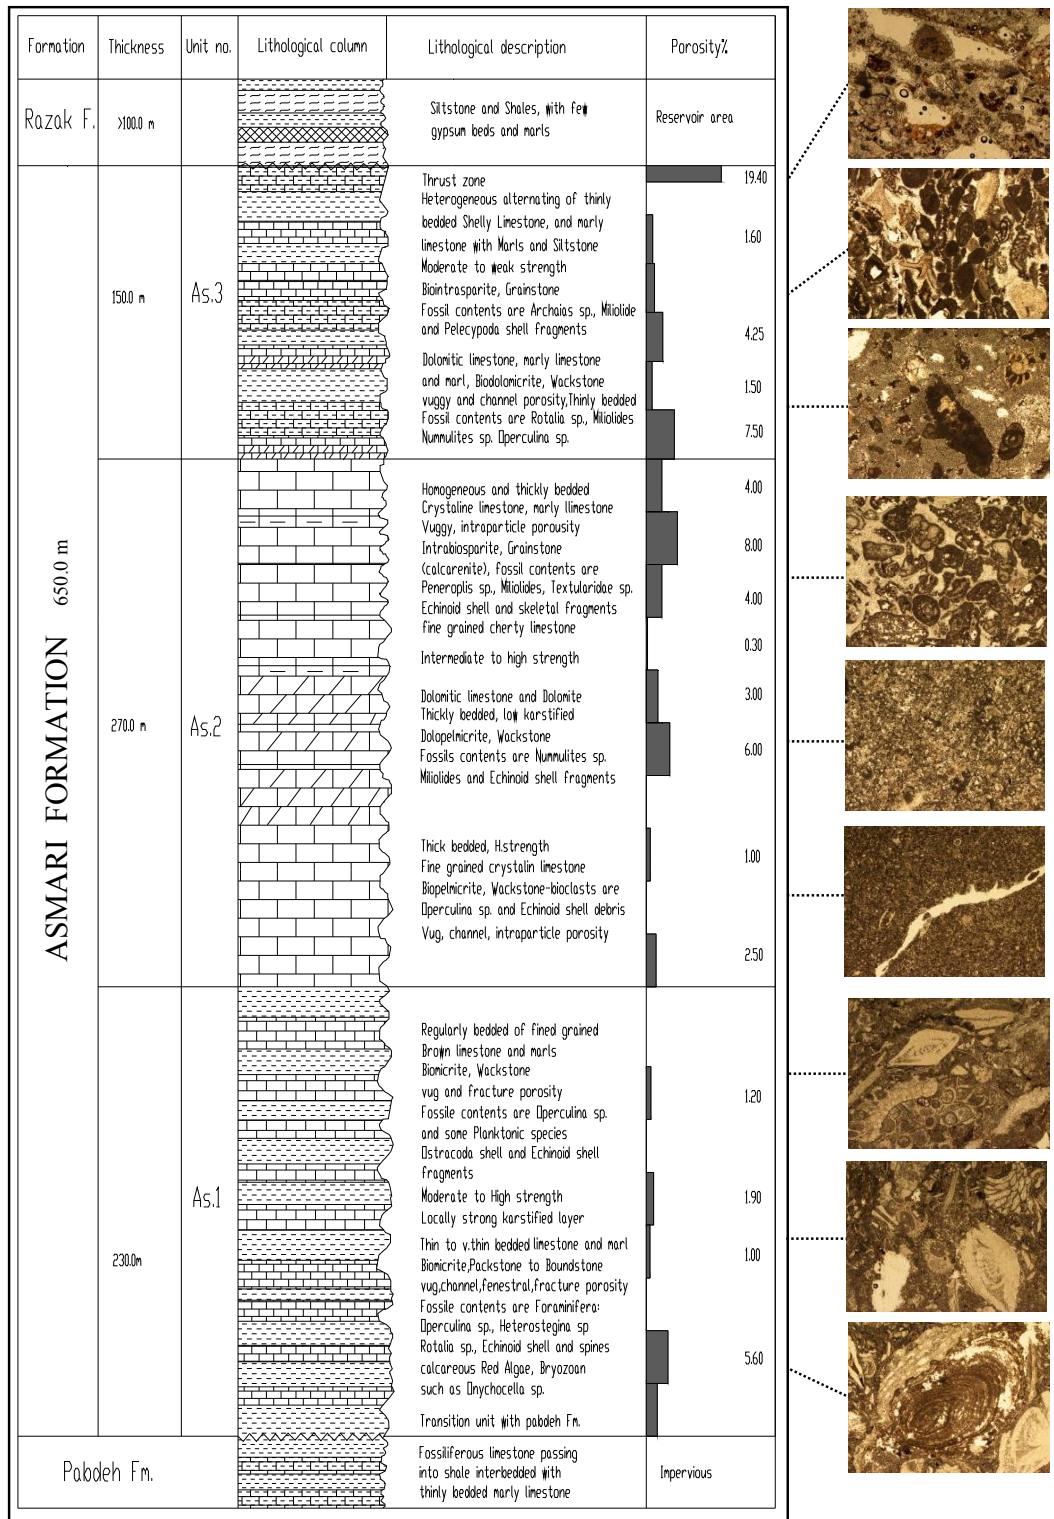 Formation Thickness Unit no. Lithological column Lithological description Porosity%
Razak F. >100.0 m
Siltstone and Shales, with few
gypsum beds and marls
Reservoir area
ASMARI FORMATION 650.0 m
150.0 m As.3
Thrust zone
Heterogeneous alternating of thinly
bedded Shelly Limestone, and marly
limestone with Marls and Siltstone
Moderate to weak strength
Biointrasparite, Grainstone
Fossil contents are Archaias sp., Miliolide
and Pelecypoda shell fragments
Dolomitic limestone, marly limestone
and marl, Biodolomicrite, Wackstone
vuggy and channel porosity,Thinly bedded
Fossil contents are Rotalia sp., Miliolides
Nummulites sp. Operculina sp.
19.40
1.60
4.25
1.50
7.50
270.0 m As.2
Homogeneous and thickly bedded
Crystaline limestone, marly llimestone
Vuggy, intraparticle porousity
Intrabiosparite, Grainstone
(calcarenite), fossil contents are
Peneroplis sp., Miliolides, Textularidae sp.
Echinoid shell and skeletal fragments
fine grained cherty limestone
Intermediate to high strength
Dolomitic limestone and Dolomite
Thickly bedded, low karstified
Dolopelmicrite, Wackstone
Fossils contents are Nummulites sp.
Miliolides and Echinoid shell fragments
Thick bedded, H.strength
Fine grained crystalin limestone
Biopelmicrite, Wackstone-bioclasts are
Operculina sp. and Echinoid shell debris
Vug, channel, intraparticle porosity
4.00
8.00
4.00
0.30
3.00
6.00
1.00
2.50
230.0m As.1
Regularly bedded of fined grained
Brown limestone and marls
Biomicrite, Wackstone
vug and fracture porosity
Fossile contents are Operculina sp.
and some Planktonic species
Ostracoda shell and Echinoid shell
fragments
Moderate to High strength
Locally strong karstified layer
Thin to v.thin bedded limestone and marl
Biomicrite,Packstone to Boundstone
vug,channel,fenestral,fracture porosity
Fossile contents are Foraminifera:
Operculina sp., Heterostegina sp
Rotalia sp., Echinoid shell and spines
calcareous Red Algae, Bryozoan
such as Onychocella sp.
Transition unit with pabdeh Fm.
1.20
1.90
1.00
5.60
Pabdeh Fm.
Fossiliferous limestone passing
into shale interbedded with
thinly bedded marly limestone
Impervious